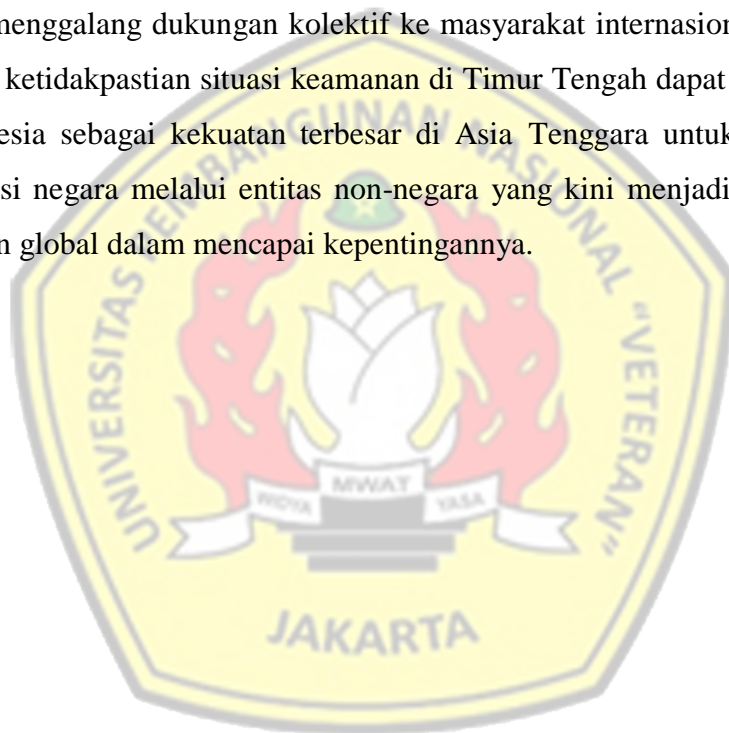 menggalang dukungan kolektif ke masyarakat internasion
ketidakpastian situasi keamanan di Timur Tengah dapat
esia sebagai kekuatan terbesar di Asia Tenggara untuk
si negara melalui entitas non-negara yang kini menjadi
n global dalam mencapai kepentingannya.
UNIVERSITAS PEMBANGUNAN NASIONAL "VETERAN"
WIDYA MWAT YASA
JAKARTA